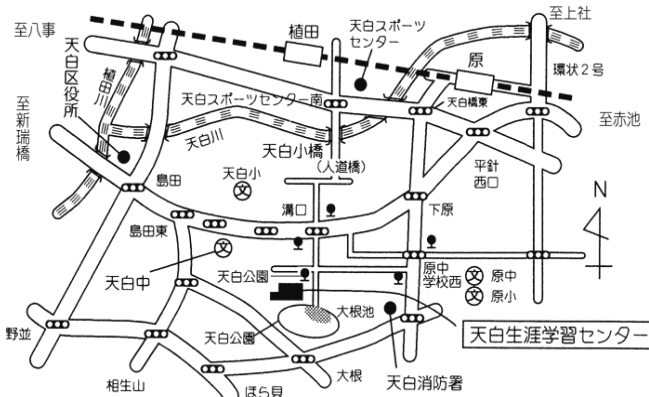 至八事
植田
天白スポーツ
センター
至上社
原
環状2号
天白区役所
植田川
天白スポーツセンター南
天白橋東
至赤池
至新瑞橋
天白川
天白小橋
(人道橋)
平針
西口
天白小
文
島田
溝口
下原
N
島田東
文
天白中
天白公園
原中
学校西
文
原中
文
原小
大根池
天白公園
天白生涯学習センター
野並
相生山
ほら貝
大根
天白消防署